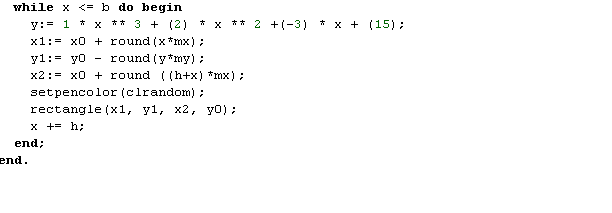 while x <= b do begin
y:= 1 * x ** 3 + (2) * x ** 2 +(-3) * x + (15);
x1:= x0 + round(x*mx);
y1:= y0 - round(y*my);
x2:= x0 + round ((h+x)*mx);
setpencolor(clrandom);
rectangle(x1, y1, x2, y0);
x += h;
end;
end.